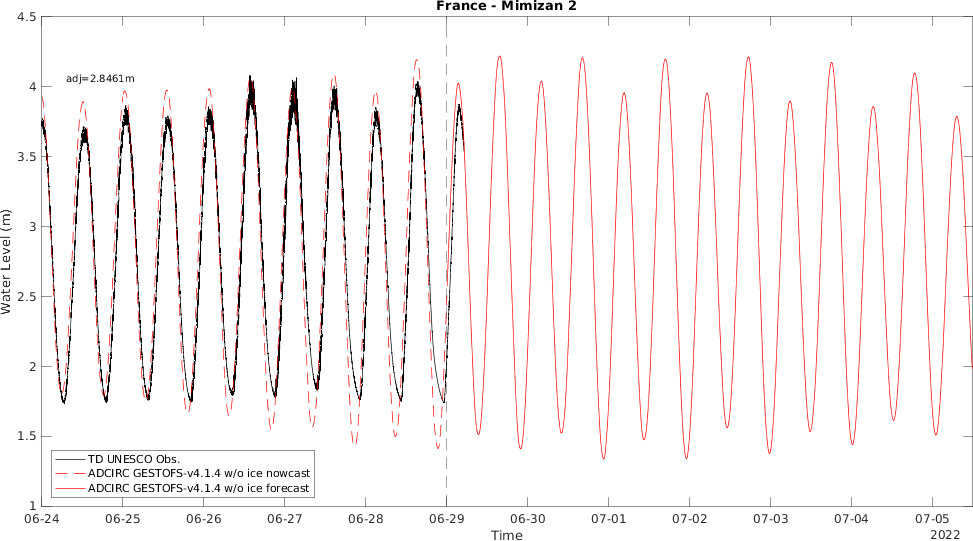 France - Mimizan 2
adj=2.8461m
Water Level (m)
4.5
4
3.5
3
2.5
2
1.5
1
TD UNESCO Obs.
ADCIRC GESTOFS-v4.1.4 w/o ice nowcast
ADCIRC GESTOFS-v4.1.4 w/o ice forecast
06-24 06-25 06-26 06-27 06-28 06-29 06-30 07-01 07-02 07-03 07-04 07-05
Time
2022